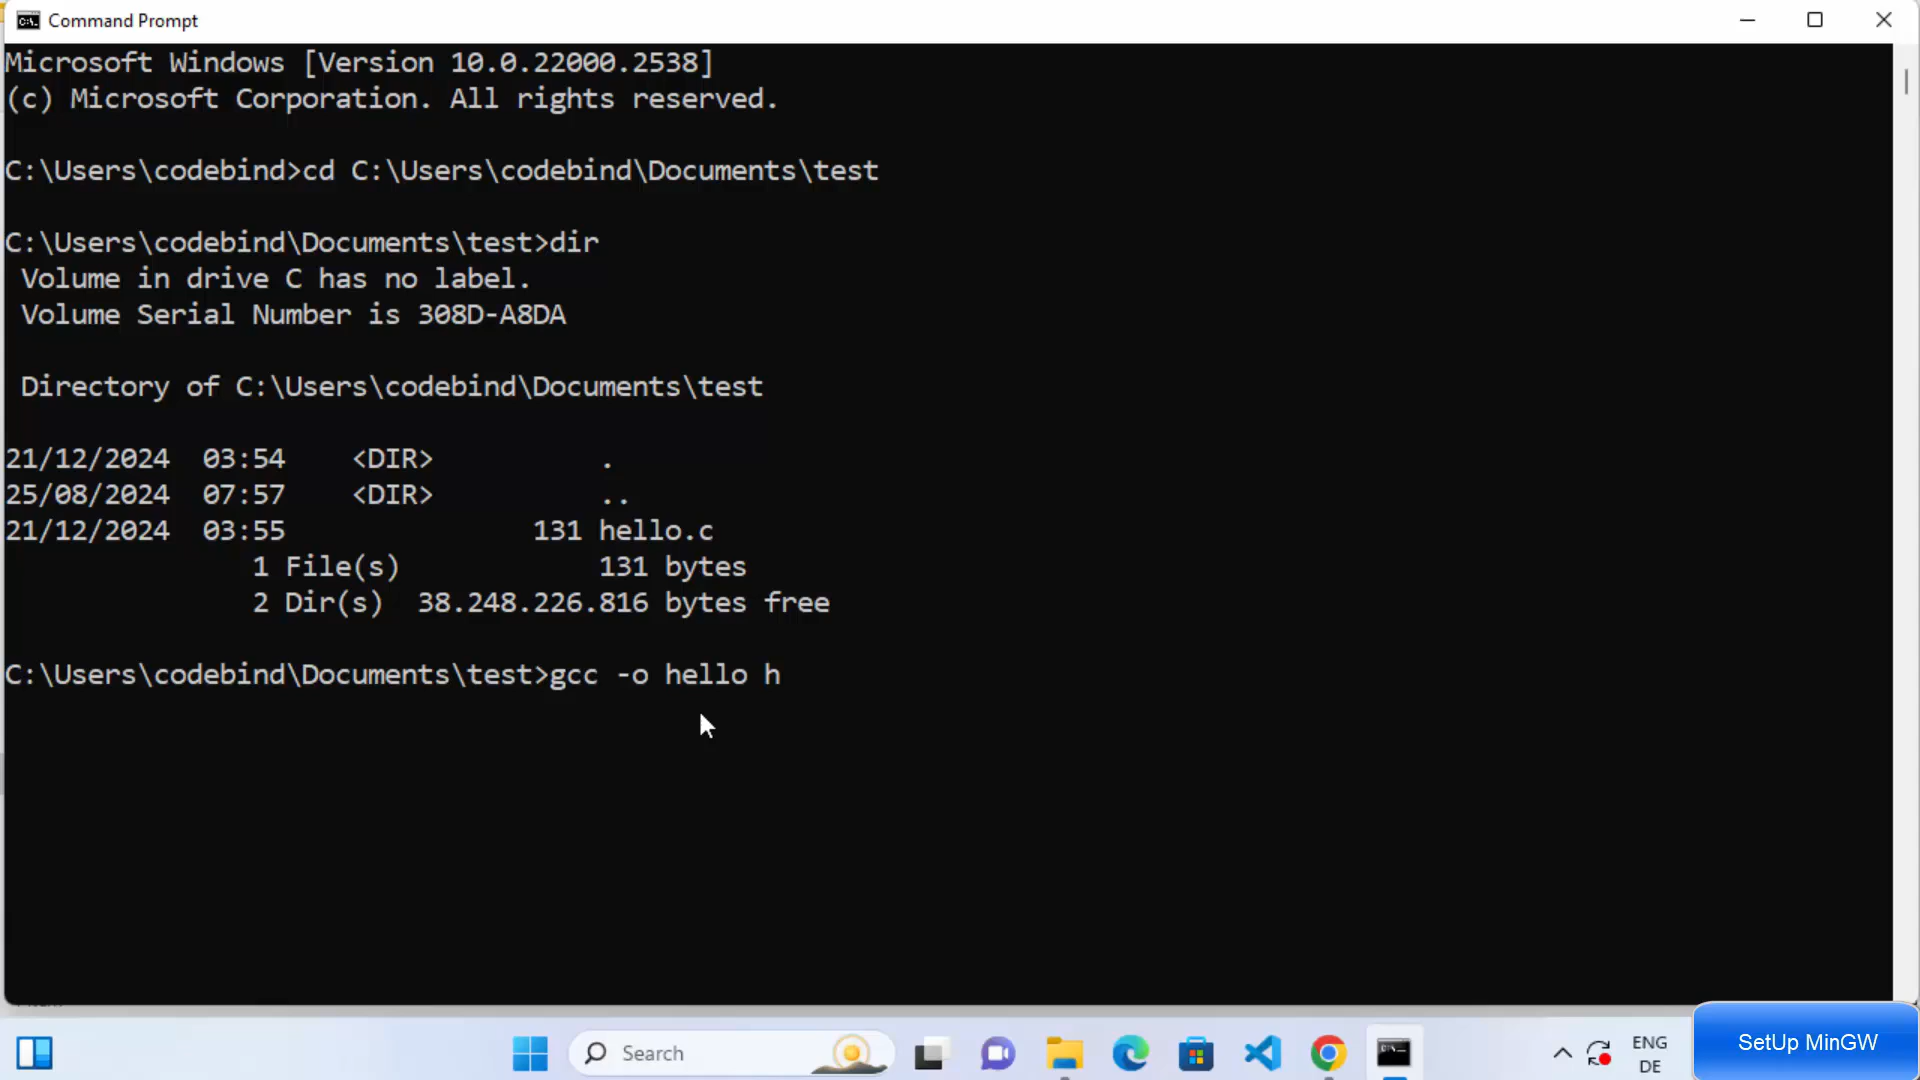 Command Prompt
Microsoft Windows [Version 10.0.22000.2538]
(c) Microsoft Corporation. All rights reserved.
C:\Users\codebind>cd C:\Users\codebind\Documents\test
C:\Users\codebind\Documents\test>dir
Volume in drive C has no label.
Volume Serial Number is 308D-A8DA
Directory of C:\Users\codebind\Documents\test
21/12/2024  03:54    <DIR>          .
25/08/2024  07:57    <DIR>          ..
21/12/2024  03:55               131 hello.c
1 File(s)            131 bytes
2 Dir(s)  38.248.226.816 bytes free
C:\Users\codebind\Documents\test>gcc -o hello h
Search
ENG
DE
SetUp MinGW